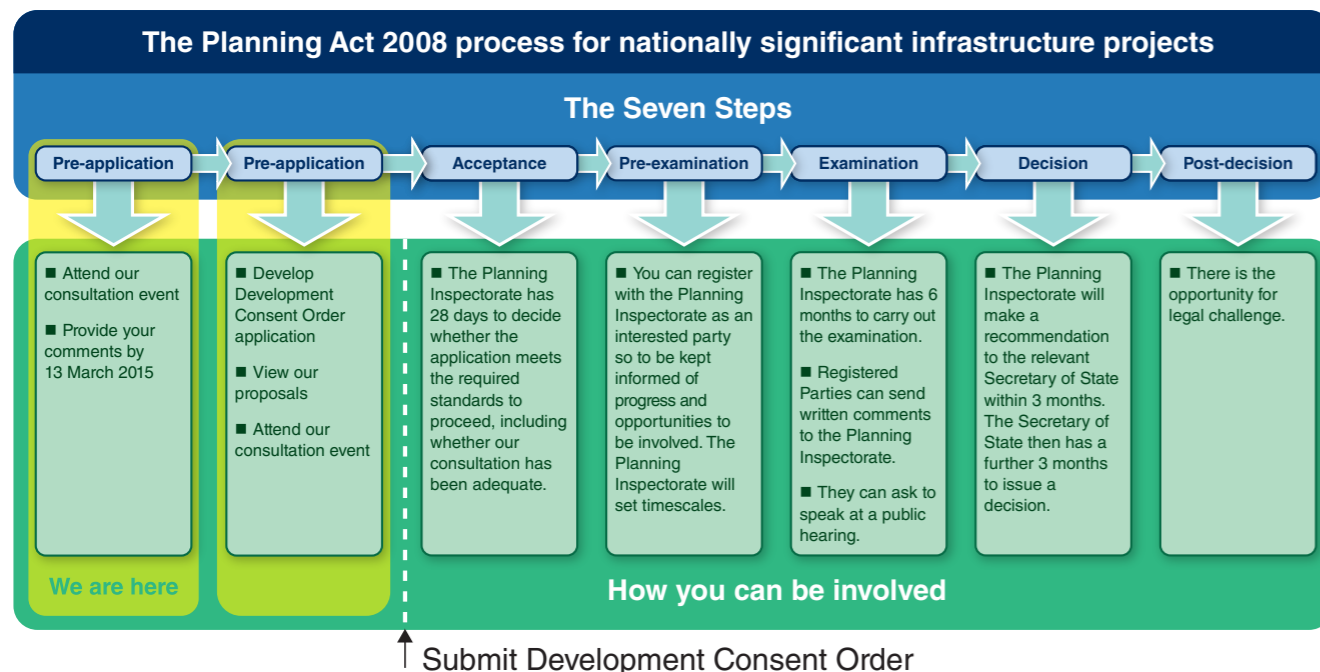 The Planning Act 2008 process for nationally significant infrastructure projects
The Seven Steps
Pre-application
Pre-application
Acceptance
Pre-examination
Examination
Decision
Post-decision
■ Attend our
consultation event
■ Provide your
comments by
13 March 2015
■ Develop
Development
Consent Order
application
■ View our
proposals
■ Attend our
consultation event
■ The Planning
Inspectorate has
28 days to decide
whether the
application meets
the required
standards to
proceed, including
whether our
consultation has
been adequate.
■ You can register
with the Planning
Inspectorate as an
interested party
so to be kept
informed of
progress and
opportunities to
be involved. The
Planning
Inspectorate will
set timescales.
■ The Planning
Inspectorate has 6
months to carry out
the examination.
■ Registered
Parties can send
written comments
to the Planning
Inspectorate.
■ They can ask to
speak at a public
hearing.
■ The Planning
Inspectorate will
make a
recommendation
to the relevant
Secretary of State
within 3 months.
The Secretary of
State then has a
further 3 months
to issue a
decision.
■ There is the
opportunity for
legal challenge.
We are here
How you can be involved
Submit Development Consent Order